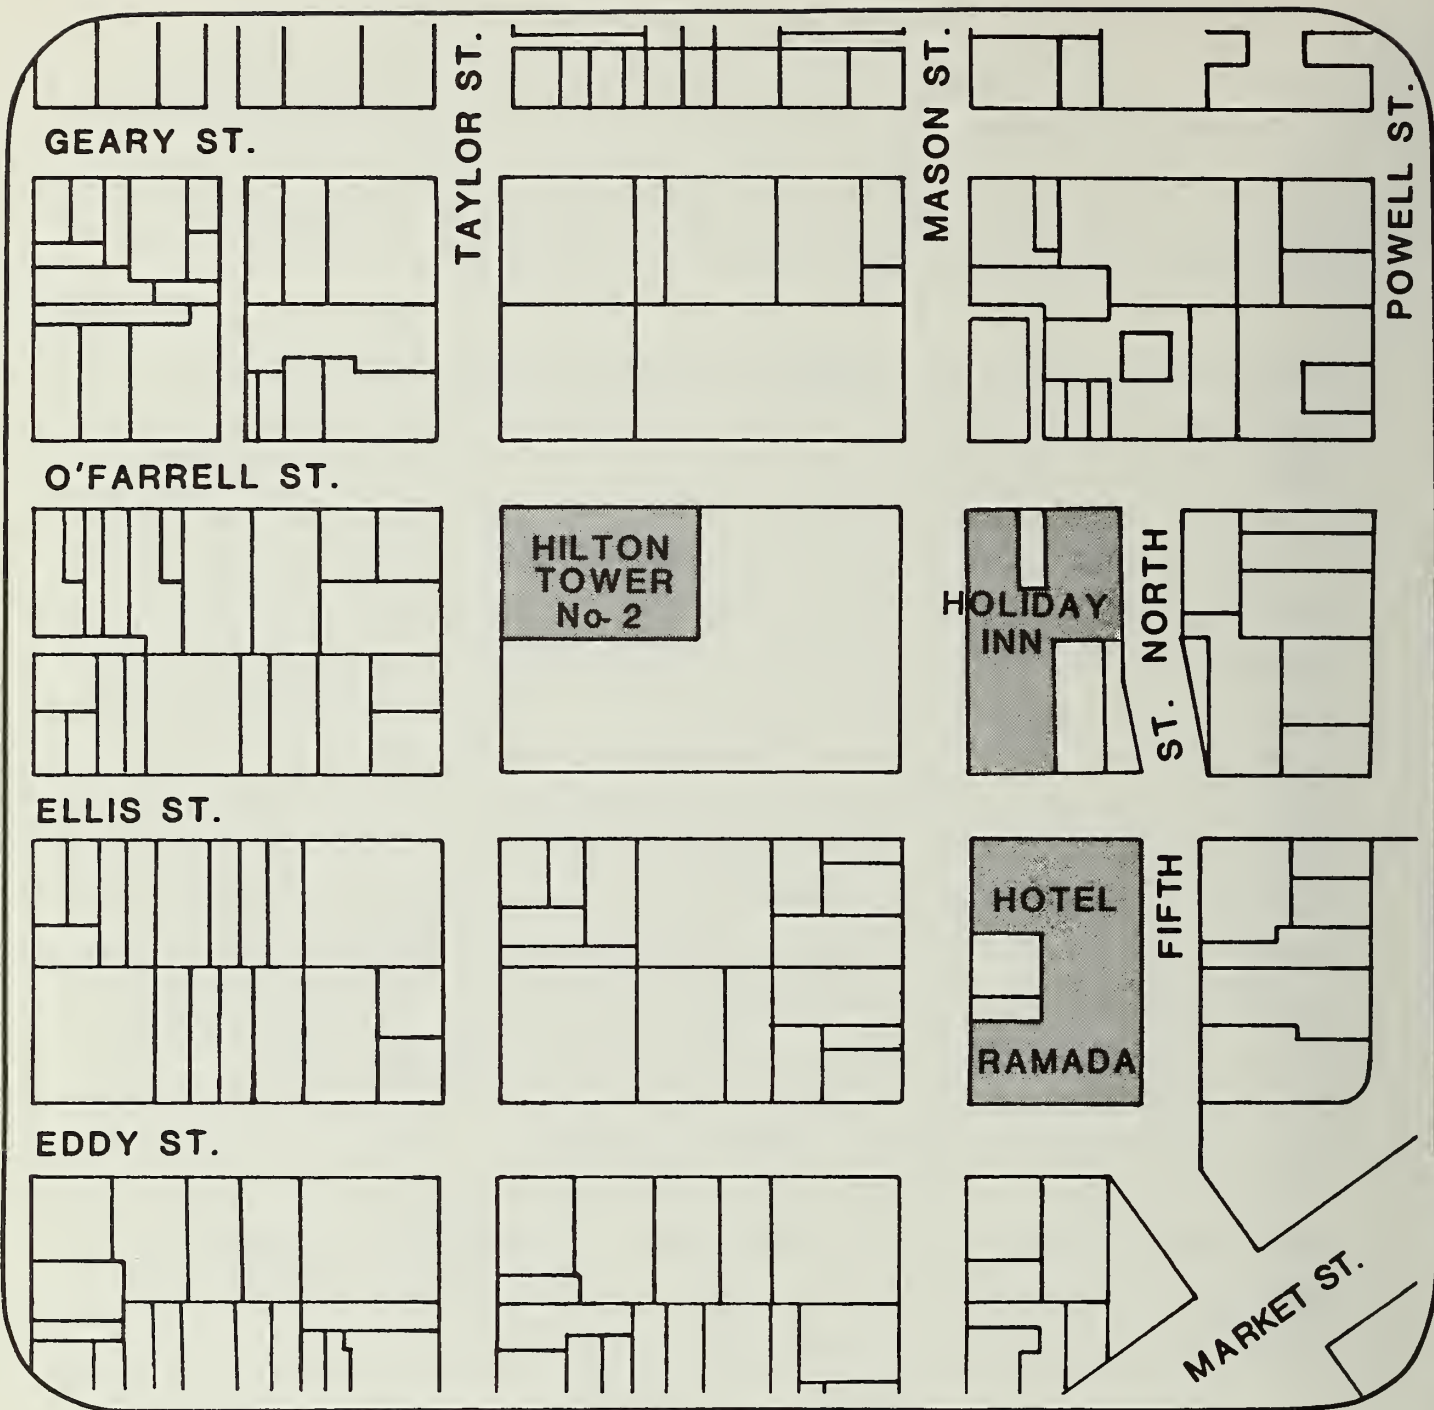 TAYLOR ST.
MASON ST.
POWELL ST.
GEARY ST.
O'FARRELL ST.
HILTON
TOWER
No. 2
HOLIDAY
INN
FIFTH ST. NORTH
ELLIS ST.
HOTEL
RAMADA
EDDY ST.
MARKET ST.